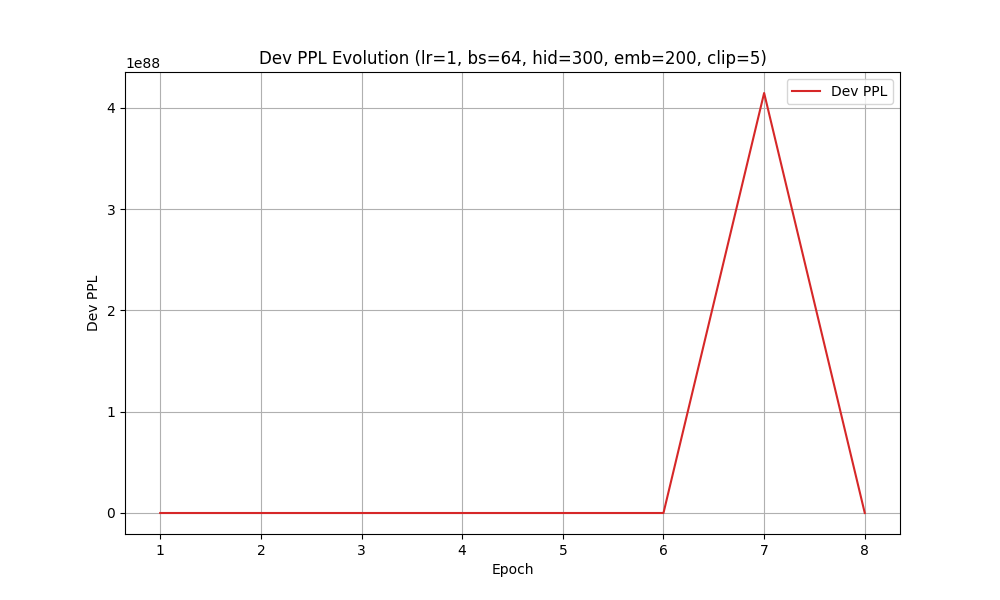 Dev PPL Evolution (lr=1, bs=64, hid=300, emb=200, clip=5)
1e88
Dev PPL
4
3
2
1
0
Dev PPL
1 2 3 4 5 6 7 8
Epoch